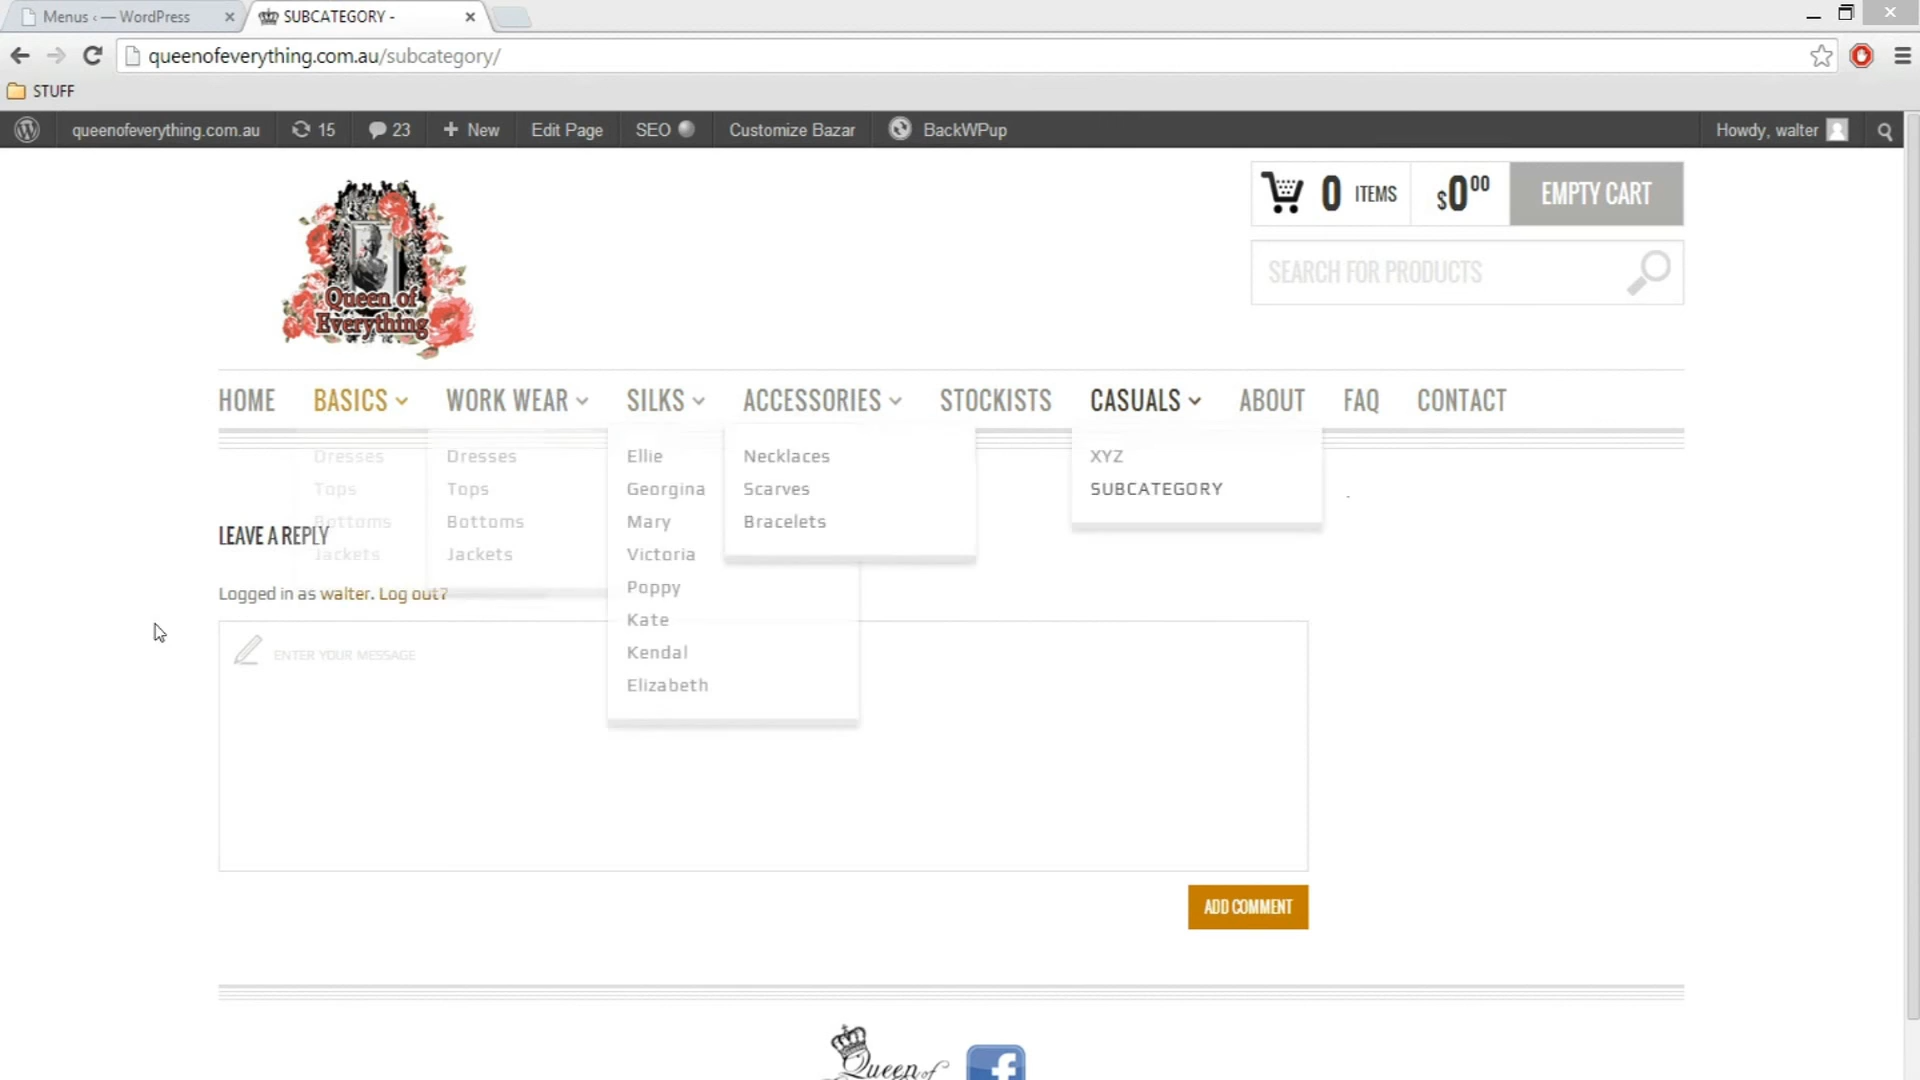 Menus ‹ — WordPress
SUBCATEGORY -
queenofeverything.com.au/subcategory/
STUFF
queenofeverything.com.au 15 23 + New Edit Page SEO Customize Bazar BackWPup Howdy, walter
0 ITEMS $0 00 EMPTY CART
SEARCH FOR PRODUCTS
Queen of
Everything
HOME BASICS WORK WEAR SILKS ACCESSORIES STOCKISTS CASUALS ABOUT FAQ CONTACT
Dresses Dresses Ellie Necklaces XYZ
Tops Tops Georgina Scarves SUBCATEGORY
Bottoms Bottoms Mary Bracelets
LEAVE A REPLY
Jackets Jackets Victoria
Poppy
Logged in as walter. Log out?
Kate
ENTER YOUR MESSAGE
Kendal
Elizabeth
ADD COMMENT
Queen of
f